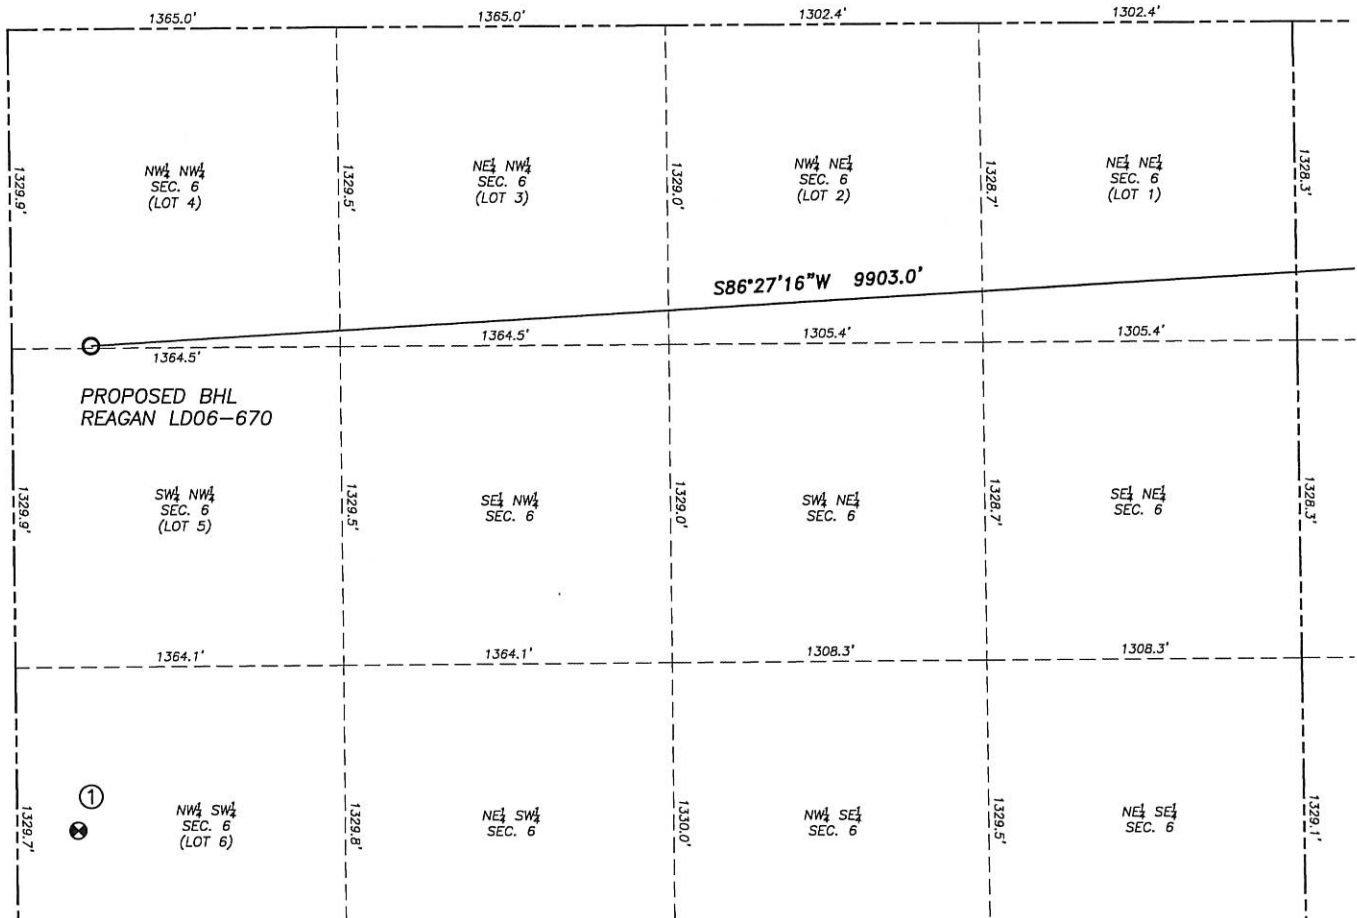 1365.0'
1365.0'
1302.4'
1302.4'
1329.9'
NW¼ NW¼
SEC. 6
(LOT 4)
1329.5'
NE¼ NW¼
SEC. 6
(LOT 3)
1329.0'
NW¼ NE¼
SEC. 6
(LOT 2)
1328.7'
NE¼ NE¼
SEC. 6
(LOT 1)
1328.3'
S86°27'16"W 9903.0'
1364.5'
1364.5'
1305.4'
1305.4'
PROPOSED BHL
REAGAN LD06-670
1329.9'
SW¼ NW¼
SEC. 6
(LOT 5)
1329.5'
SE¼ NW¼
SEC. 6
1329.0'
SW¼ NE¼
SEC. 6
1328.7'
SE¼ NE¼
SEC. 6
1328.3'
1364.1'
1364.1'
1308.3'
1308.3'
1
1329.7'
NW¼ SW¼
SEC. 6
(LOT 6)
1329.8'
NE¼ SW¼
SEC. 6
1330.0'
NW¼ SE¼
SEC. 6
1329.5'
NE¼ SE¼
SEC. 6
1329.1'